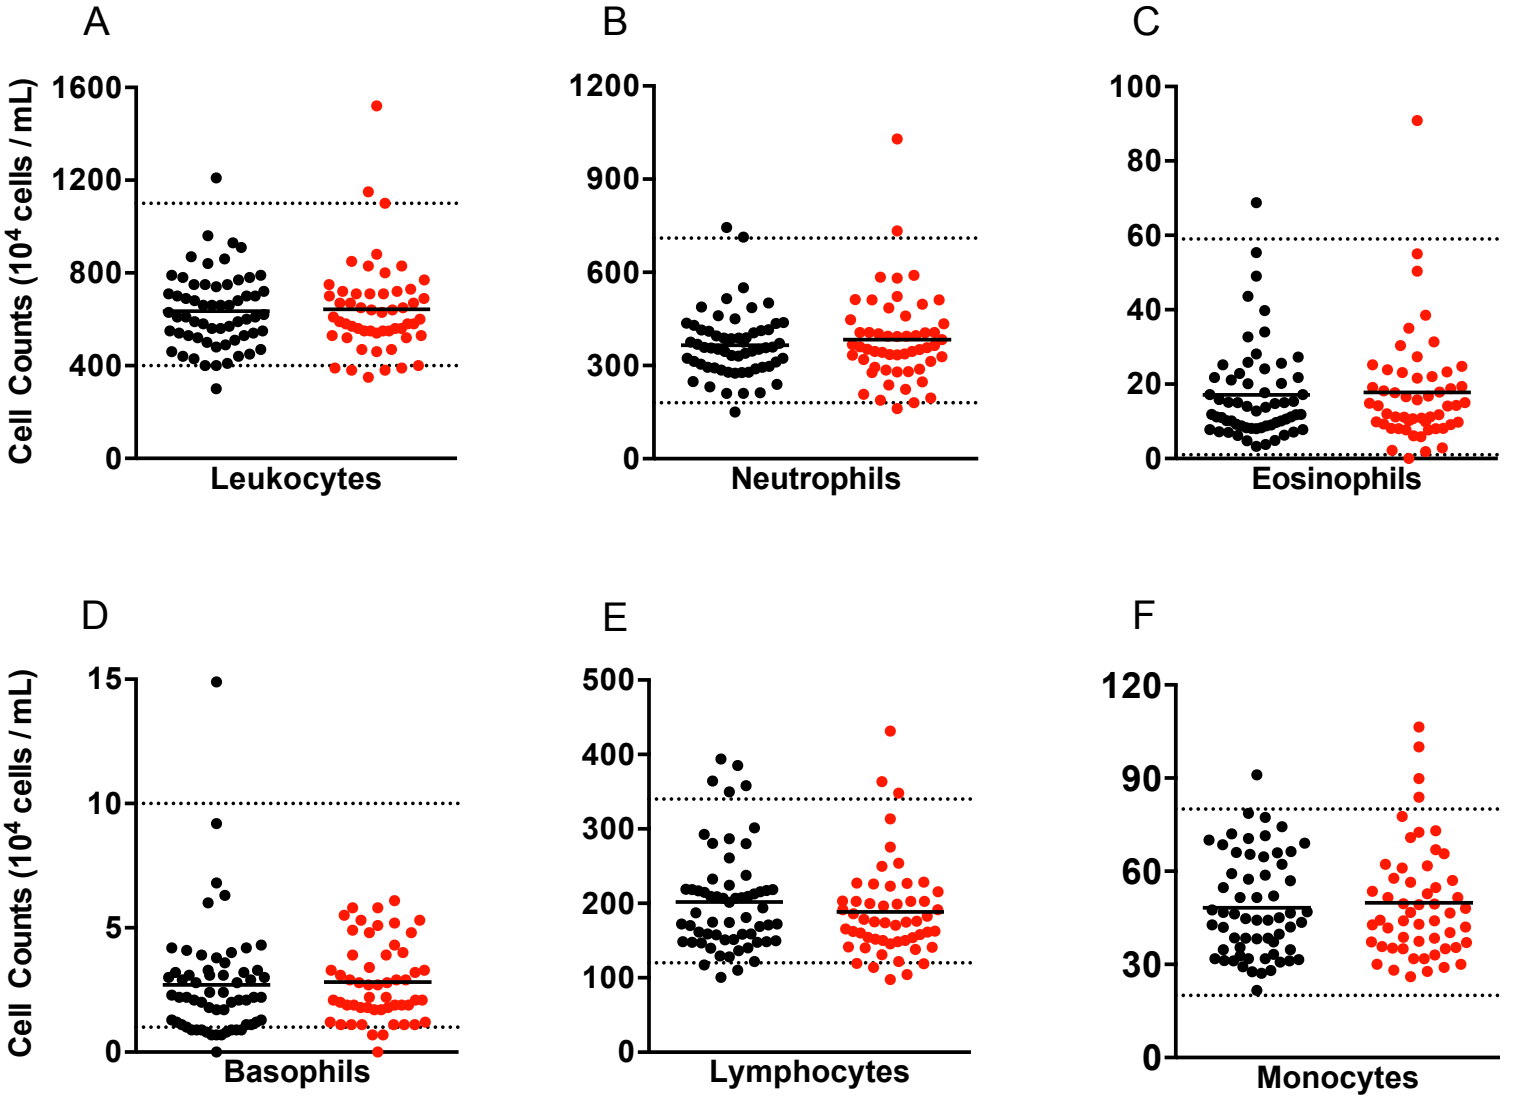 A
B
C
Cell Counts (10⁴ cells / mL)
1600
1200
800
400
0
Leukocytes
1200
900
600
300
0
Neutrophils
100
80
60
40
20
0
Eosinophils
D
E
F
Cell Counts (10⁴ cells / mL)
15
10
5
0
Basophils
500
400
300
200
100
0
Lymphocytes
120
90
60
30
0
Monocytes